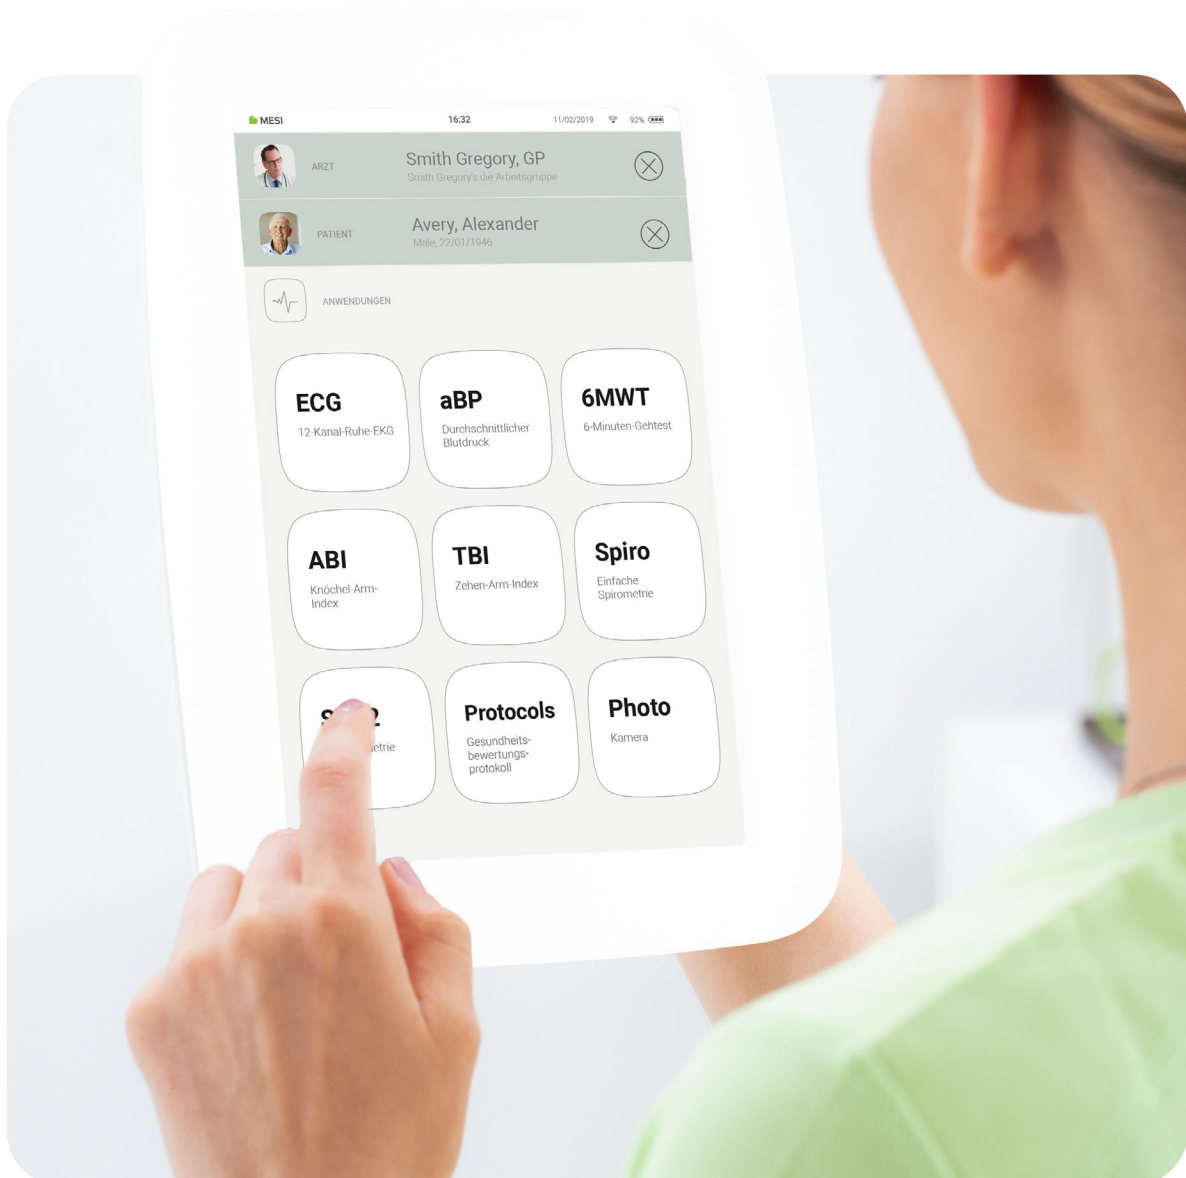 MESI 16:32 11/02/2019 92%
ARZT Smith Gregory, GP
Smith Gregory's die Arbeitsgruppe
PATIENT Avery, Alexander
Male, 22/01/1946
ANWENDUNGEN
ECG
12-Kanal-Ruhe-EKG
aBP
Durchschnittlicher
Blutdruck
6MWT
6-Minuten-Gehtest
ABI
Knöchel-Arm-
Index
TBI
Zehen-Arm-Index
Spiro
Einfache
Spirometrie
Protocols
Gesundheits-
bewertungs-
protokoll
Photo
Kamera